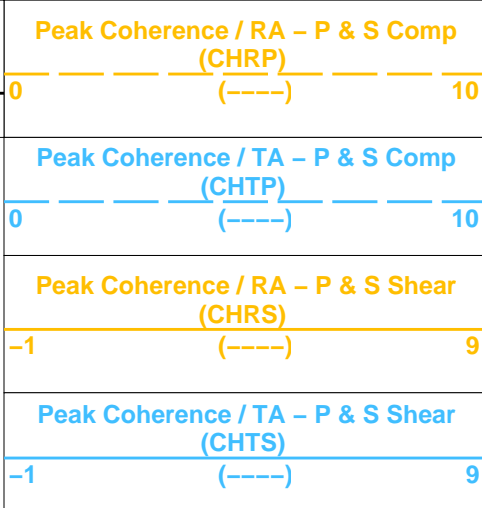 Peak Coherence / RA – P & S Comp
(CHRP)
0 (––––) 10
Peak Coherence / TA – P & S Comp
(CHTP)
0 (––––) 10
Peak Coherence / RA – P & S Shear
(CHRS)
–1 (––––) 9
Peak Coherence / TA – P & S Shear
(CHTS)
–1 (––––) 9